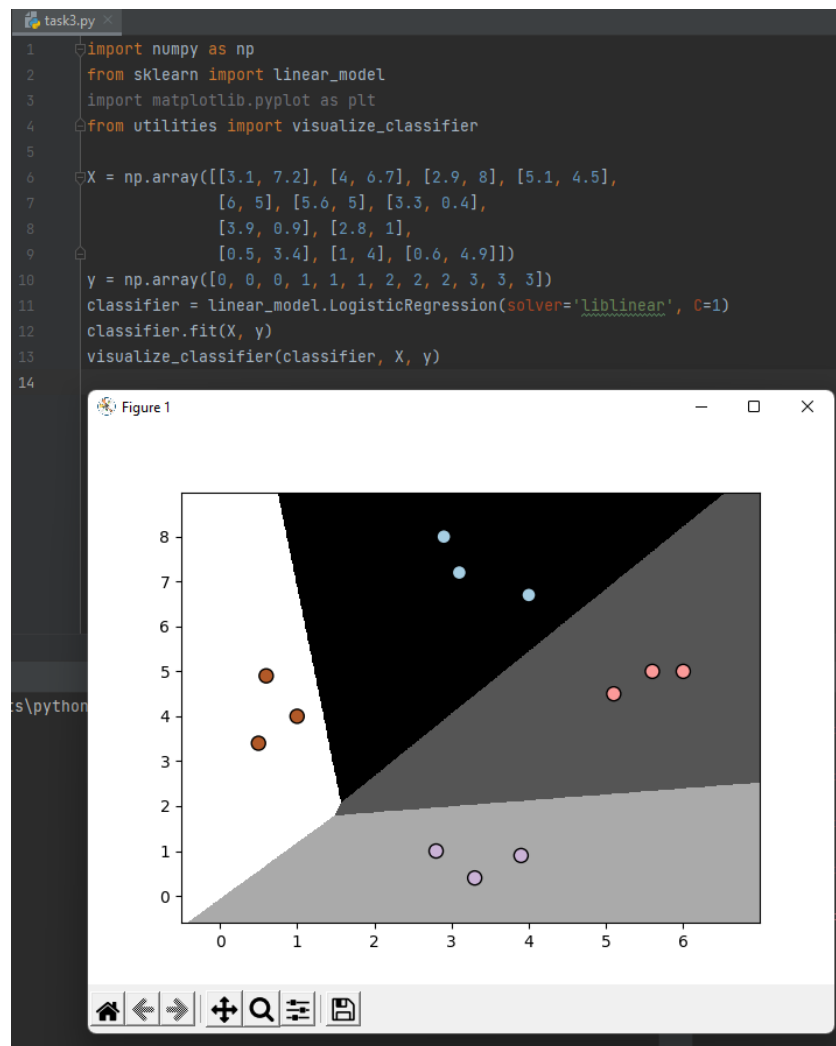 task3.py
1 import numpy as np
2 from sklearn import linear_model
3 import matplotlib.pyplot as plt
4 from utilities import visualize_classifier
5
6 X = np.array([[3.1, 7.2], [4, 6.7], [2.9, 8], [5.1, 4.5],
7 [6, 5], [5.6, 5], [3.3, 0.4],
8 [3.9, 0.9], [2.8, 1],
9 [0.5, 3.4], [1, 4], [0.6, 4.9]])
10 y = np.array([0, 0, 0, 1, 1, 1, 2, 2, 2, 3, 3, 3])
11 classifier = linear_model.LogisticRegression(solver='liblinear', C=1)
12 classifier.fit(X, y)
13 visualize_classifier(classifier, X, y)
14
Figure 1
8
7
6
5
4
3
2
1
0
0 1 2 3 4 5 6
ts\python